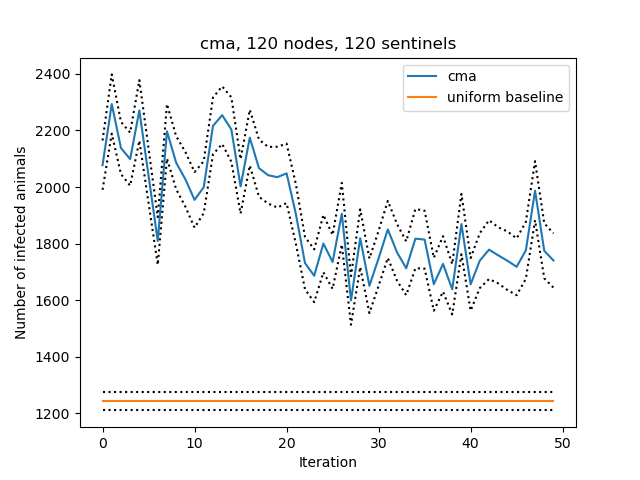 cma, 120 nodes, 120 sentinels
cma
uniform baseline
Number of infected animals
2400
2200
2000
1800
1600
1400
1200
0 10 20 30 40 50
Iteration